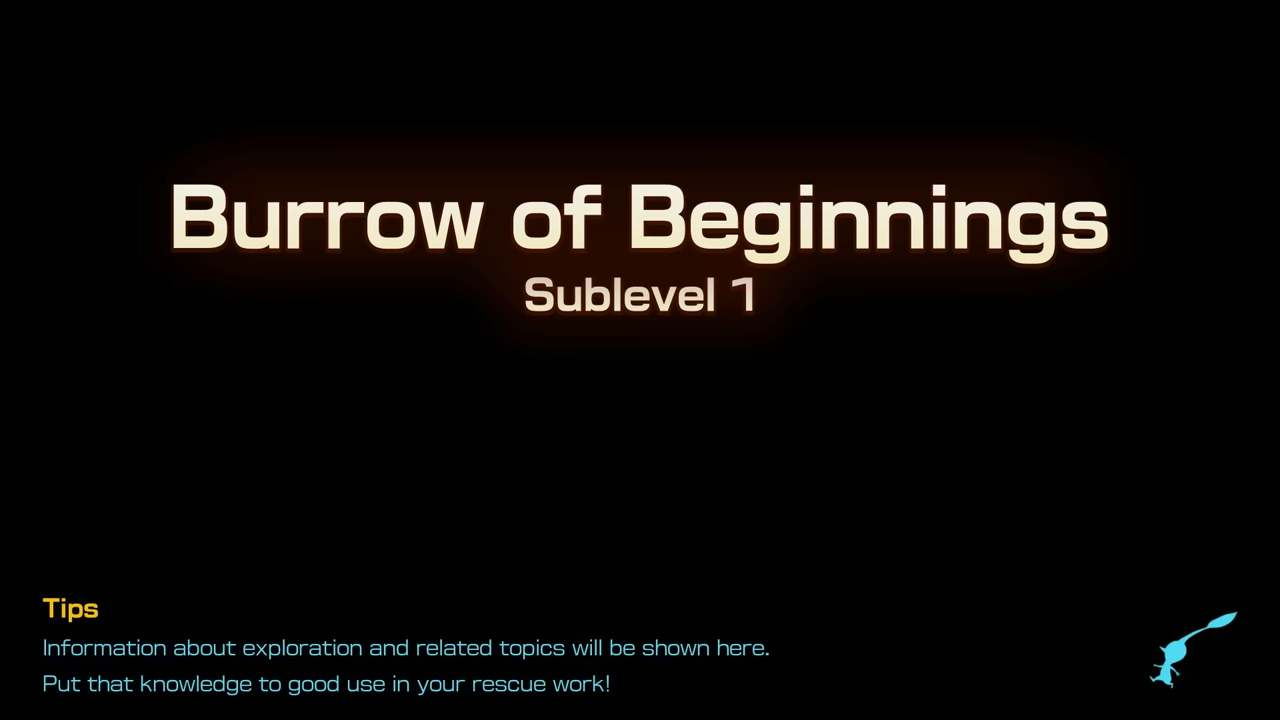 Burrow of Beginnings
Sublevel 1
Tips
Information about exploration and related topics will be shown here.
Put that knowledge to good use in your rescue work!